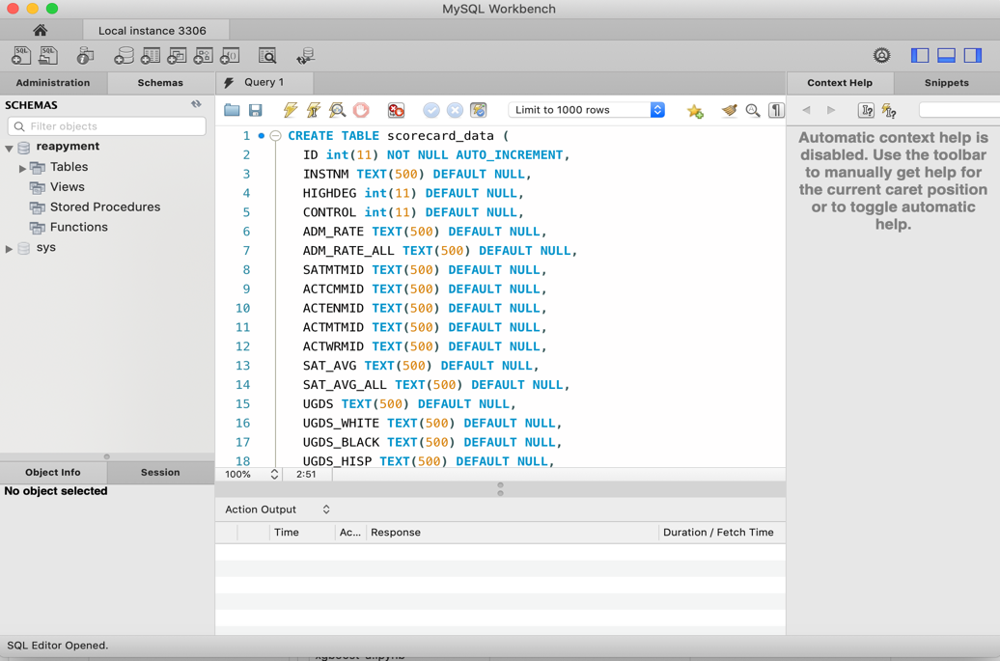 MySQL Workbench
Local instance 3306
Administration
Schemas
Query 1
Context Help
Snippets
SCHEMAS
Filter objects
reapyment
Tables
Views
Stored Procedures
Functions
sys
Limit to 1000 rows
1 CREATE TABLE scorecard_data (
2 ID int(11) NOT NULL AUTO_INCREMENT,
3 INSTNM TEXT(500) DEFAULT NULL,
4 HIGHDEG int(11) DEFAULT NULL,
5 CONTROL int(11) DEFAULT NULL,
6 ADM_RATE TEXT(500) DEFAULT NULL,
7 ADM_RATE_ALL TEXT(500) DEFAULT NULL,
8 SATMTMID TEXT(500) DEFAULT NULL,
9 ACTCMMID TEXT(500) DEFAULT NULL,
10 ACTENMID TEXT(500) DEFAULT NULL,
11 ACTMTMID TEXT(500) DEFAULT NULL,
12 ACTWRMID TEXT(500) DEFAULT NULL,
13 SAT_AVG TEXT(500) DEFAULT NULL,
14 SAT_AVG_ALL TEXT(500) DEFAULT NULL,
15 UGDS TEXT(500) DEFAULT NULL,
16 UGDS_WHITE TEXT(500) DEFAULT NULL,
17 UGDS_BLACK TEXT(500) DEFAULT NULL,
18 UGDS_HISP TEXT(500) DEFAULT NULL,
100%
2:51
Automatic context help is
disabled. Use the toolbar
to manually get help for
the current caret position
or to toggle automatic
help.
Object Info
Session
No object selected
Action Output
Time
Ac...
Response
Duration / Fetch Time
SQL Editor Opened.